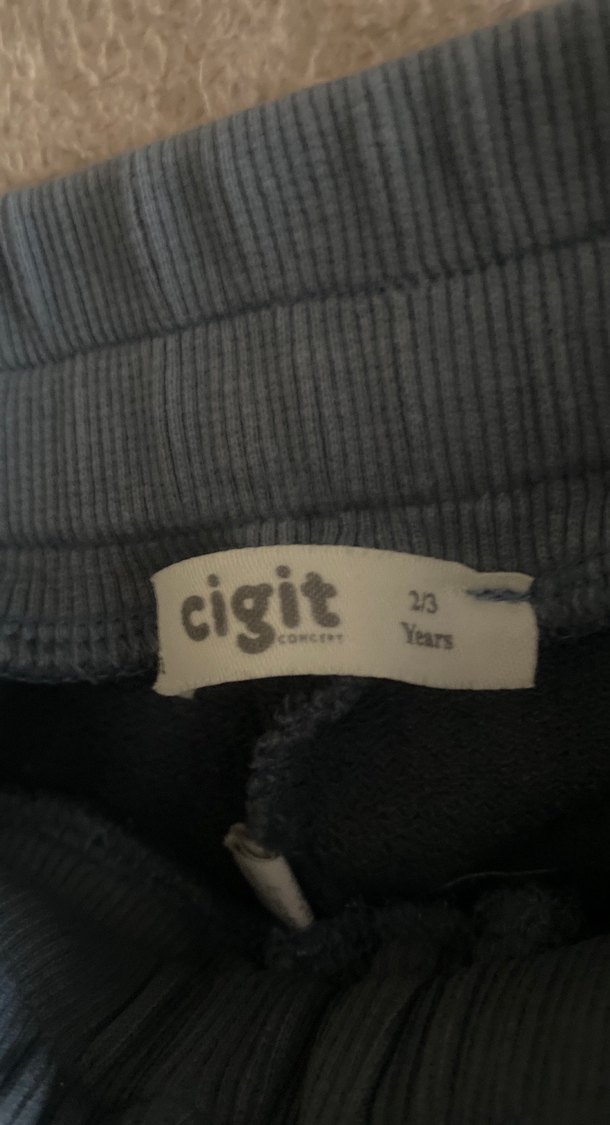 cigit
CONCEPT
2/3
Years